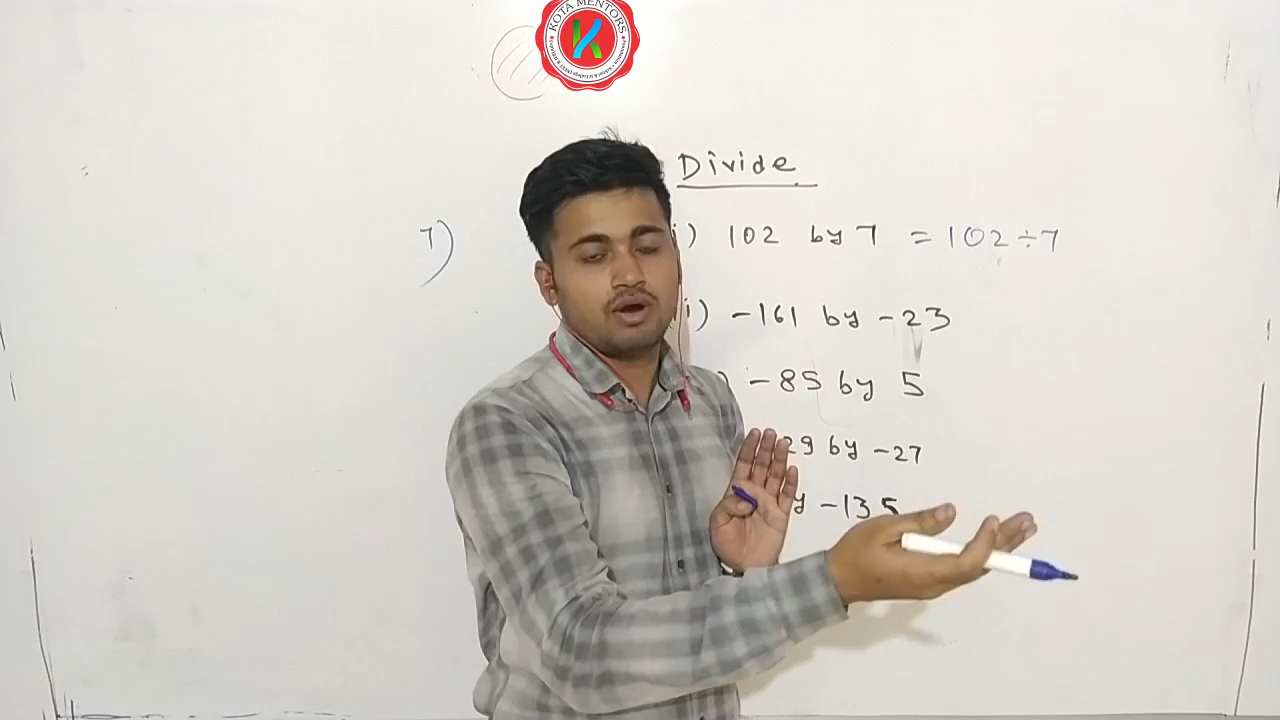 KOTA MENTORS
Divide
7) i) 102 by 7 = 102÷7
i) -161 by -23
) -85 by 5
29 by -27
y -135